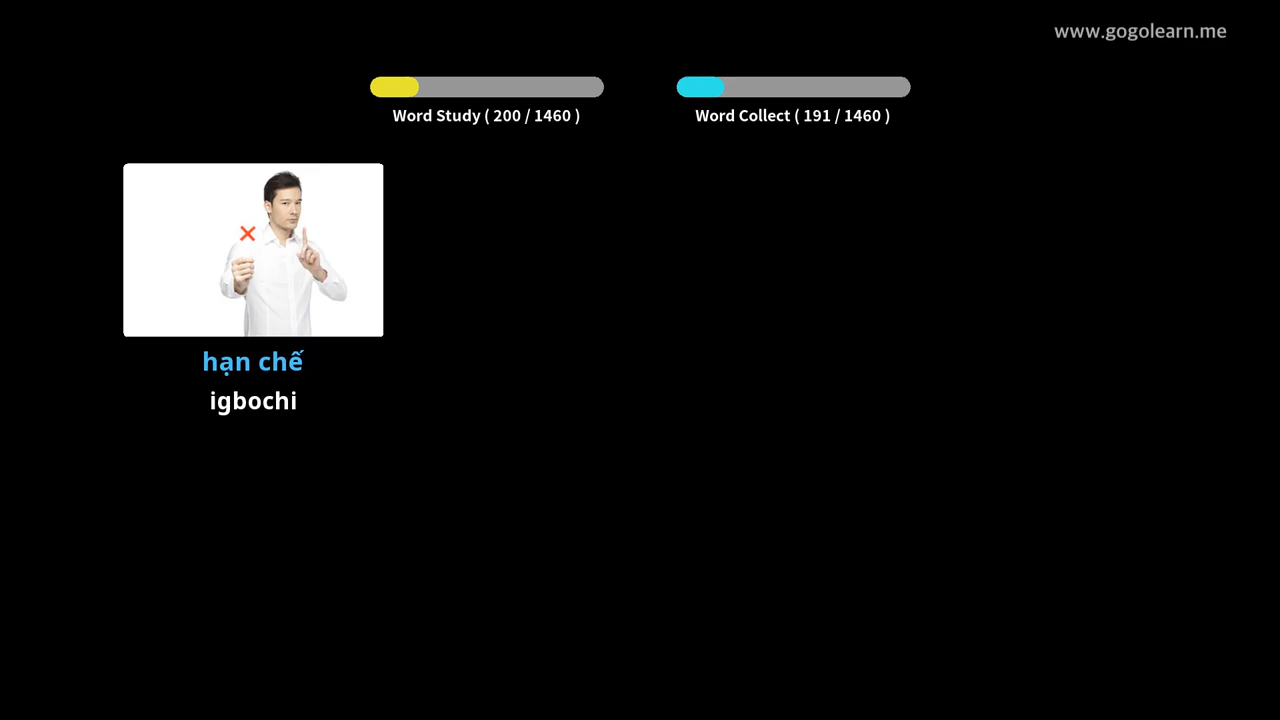 www.gogolearn.me
Word Study ( 200 / 1460 )
Word Collect ( 191 / 1460 )
hạn chế
igbochi